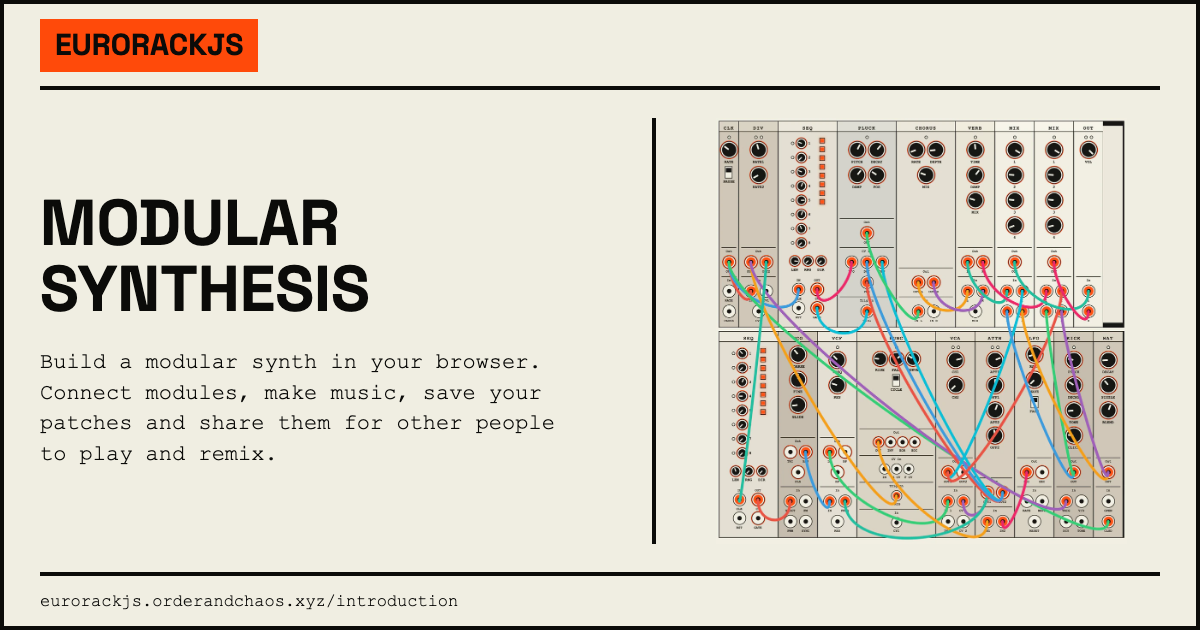 EURORACKJS
MODULAR
SYNTHESIS
Build a modular synth in your browser.
Connect modules, make music, save your
patches and share them for other people
to play and remix.
CLK DIV SEQ PLUCK CHORUS VERB MIX MIX OUT
SEQ VCF VCA ATTN LFO KICK HAT
eurorackjs.orderandchaos.xyz/introduction